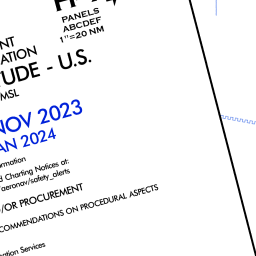 PANELS
ABCDEF
1"=20 NM
NT
ATION
UDE - U.S.
MSL
NOV 2023
AN 2024
ormation
d Charting Notices at:
aeronav/safety_alerts
/OR PROCUREMENT
COMMENDATIONS ON PROCEDURAL ASPECTS
ation Services